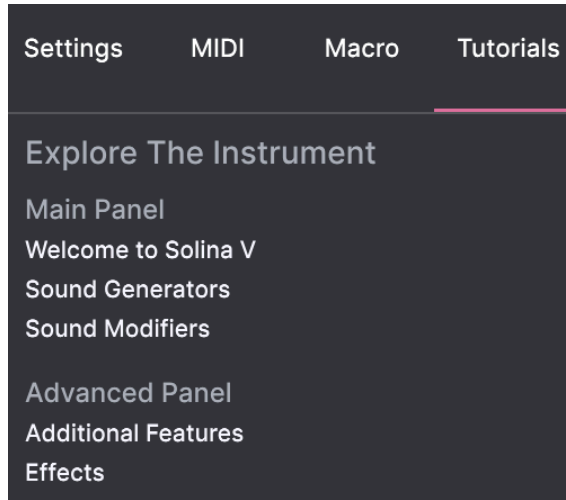 Settings MIDI Macro Tutorials
Explore The Instrument
Main Panel
Welcome to Solina V
Sound Generators
Sound Modifiers
Advanced Panel
Additional Features
Effects